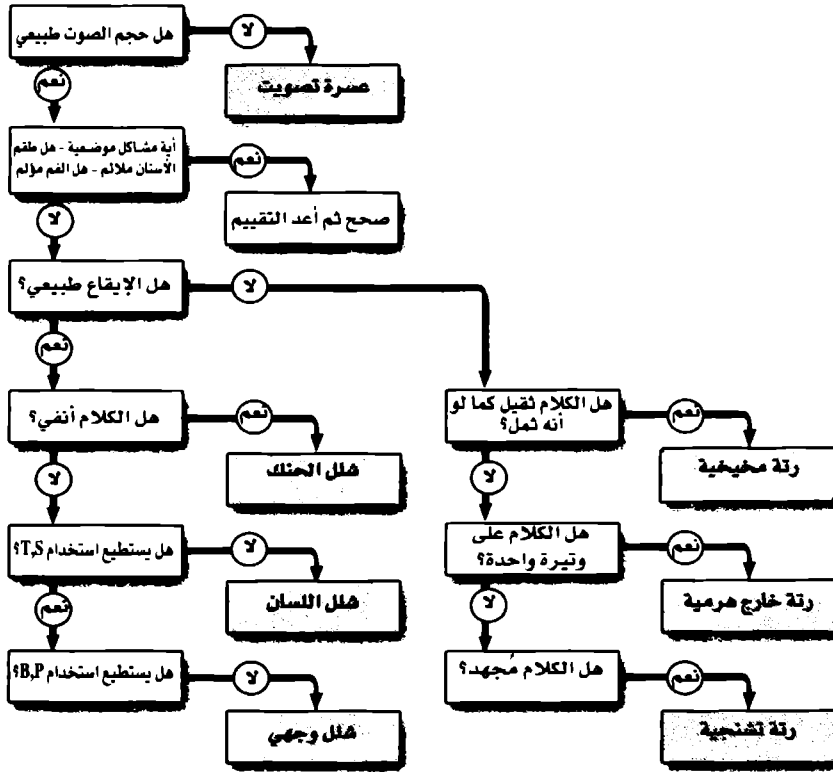 هل حجم الصوت طبيعي
لا
عسرة تصويت
نعم
أية مشاكل موضعية - هل طقم
الأسنان ملائم - هل الفم مؤلم
نعم
صحح ثم أعد التقييم
لا
هل الإيقاع طبيعي؟
لا
نعم
هل الكلام أنفي؟
نعم
شلل الحنك
لا
هل يستطيع استخدام T,S؟
لا
شلل اللسان
نعم
هل يستطيع استخدام B,P؟
لا
شلل وجهي
هل الكلام ثقيل كما لو
أنه ثمل؟
نعم
رتة مخيخية
لا
هل الكلام على
وتيرة واحدة؟
نعم
رتة خارج هرمية
لا
هل الكلام مُجهد؟
نعم
رتة تشنجية